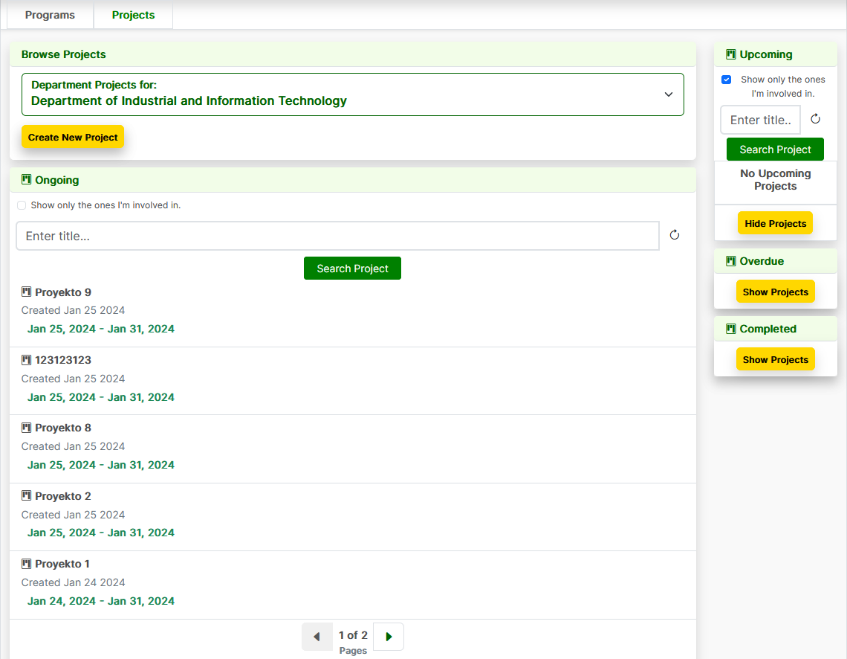 Programs
Projects
Browse Projects
Department Projects for:
Department of Industrial and Information Technology
Create New Project
Ongoing
Show only the ones I'm involved in.
Enter title...
Search Project
Proyekto 9
Created Jan 25 2024
Jan 25, 2024 - Jan 31, 2024
123123123
Created Jan 25 2024
Jan 25, 2024 - Jan 31, 2024
Proyekto 8
Created Jan 25 2024
Jan 25, 2024 - Jan 31, 2024
Proyekto 2
Created Jan 25 2024
Jan 25, 2024 - Jan 31, 2024
Proyekto 1
Created Jan 24 2024
Jan 24, 2024 - Jan 31, 2024
1 of 2
Pages
Upcoming
Show only the ones
I'm involved in.
Enter title..
Search Project
No Upcoming
Projects
Hide Projects
Overdue
Show Projects
Completed
Show Projects